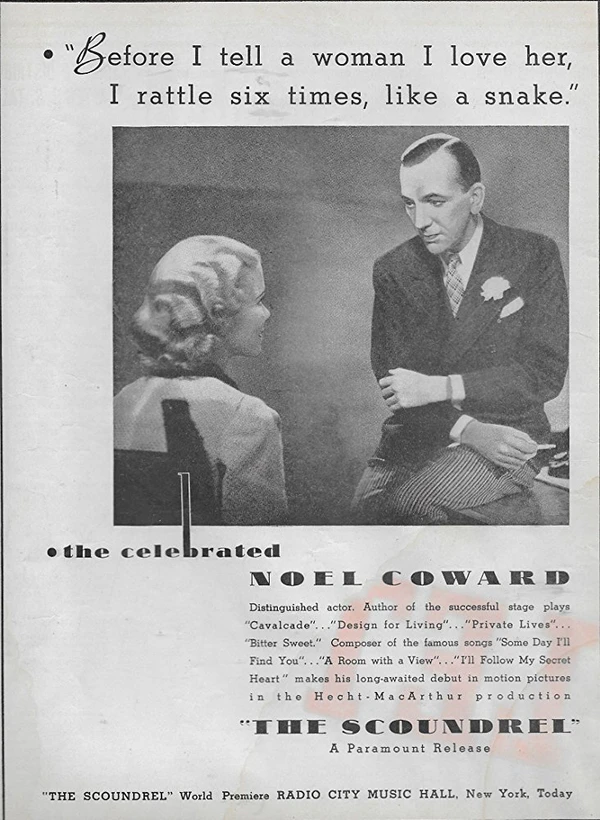 • "Before I tell a woman I love her,
I rattle six times, like a snake."
• the celebrated
NOEL COWARD
Distinguished actor. Author of the successful stage plays
"Cavalcade"..."Design for Living"..."Private Lives"...
"Bitter Sweet." Composer of the famous songs "Some Day I'll
Find You"..."A Room with a View"..."I'll Follow My Secret
Heart" makes his long-awaited debut in motion pictures
in the Hecht-MacArthur production
"THE SCOUNDREL"
A Paramount Release
"THE SCOUNDREL" World Premiere RADIO CITY MUSIC HALL, New York, Today